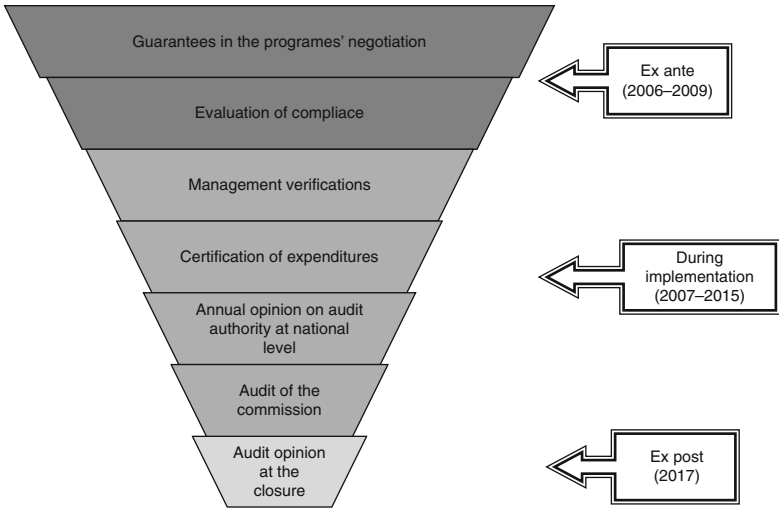 Guarantees in the programes' negotiation
Evaluation of compliace
Management verifications
Certification of expenditures
Annual opinion on audit
authority at national
level
Audit of the
commission
Audit opinion
at the
closure
Ex ante
(2006–2009)
During
implementation
(2007–2015)
Ex post
(2017)